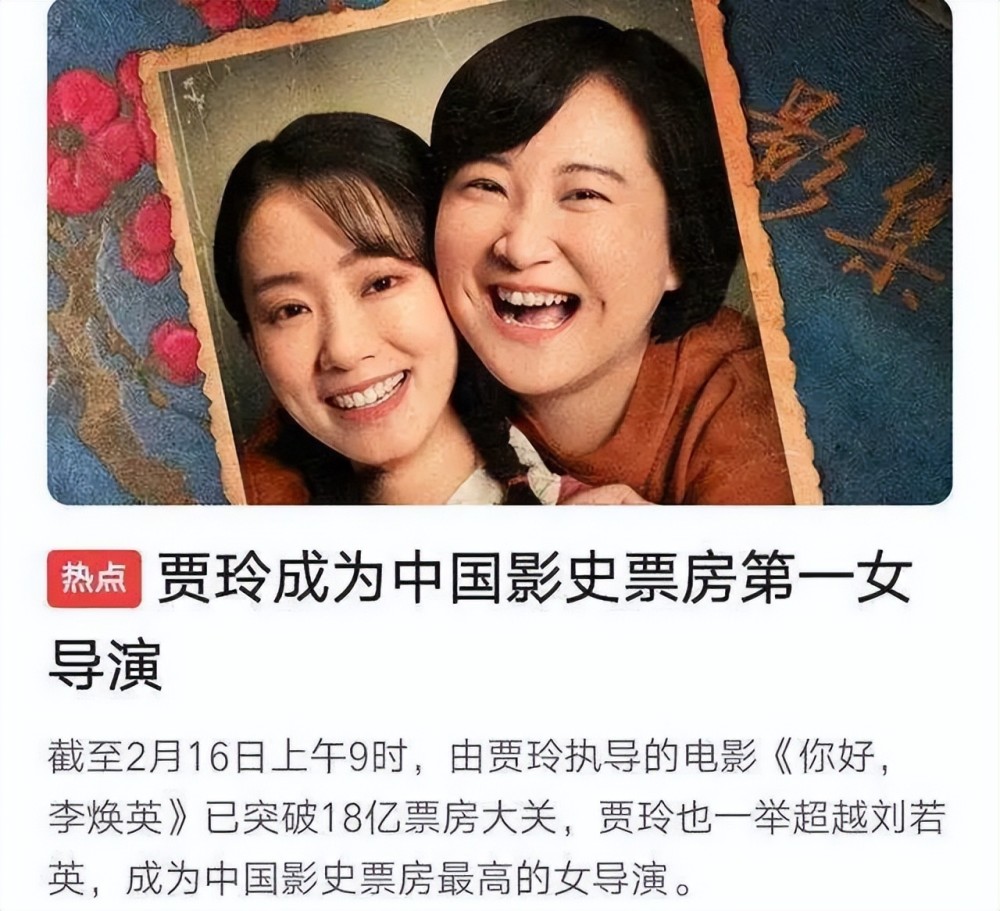 影集
热点 贾玲成为中国影史票房第一女
导演
截至2月16日上午9时，由贾玲执导的电影《你好，
李焕英》已突破18亿票房大关，贾玲也一举超越刘若
英，成为中国影史票房最高的女导演。